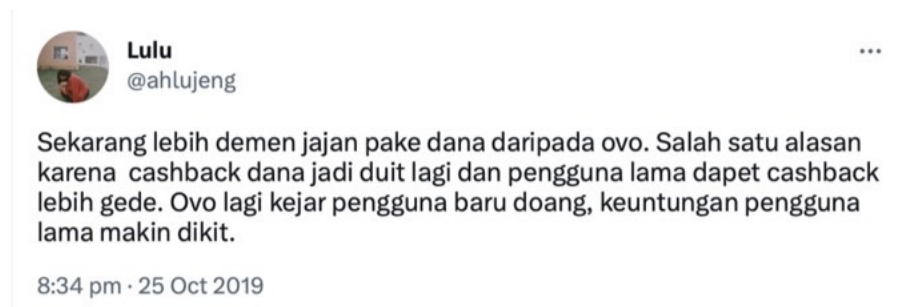 Lulu
@ahlujeng
Sekarang lebih demen jajan pake dana daripada ovo. Salah satu alasan
karena  cashback dana jadi duit lagi dan pengguna lama dapet cashback
lebih gede. Ovo lagi kejar pengguna baru doang, keuntungan pengguna
lama makin dikit.
8:34 pm · 25 Oct 2019